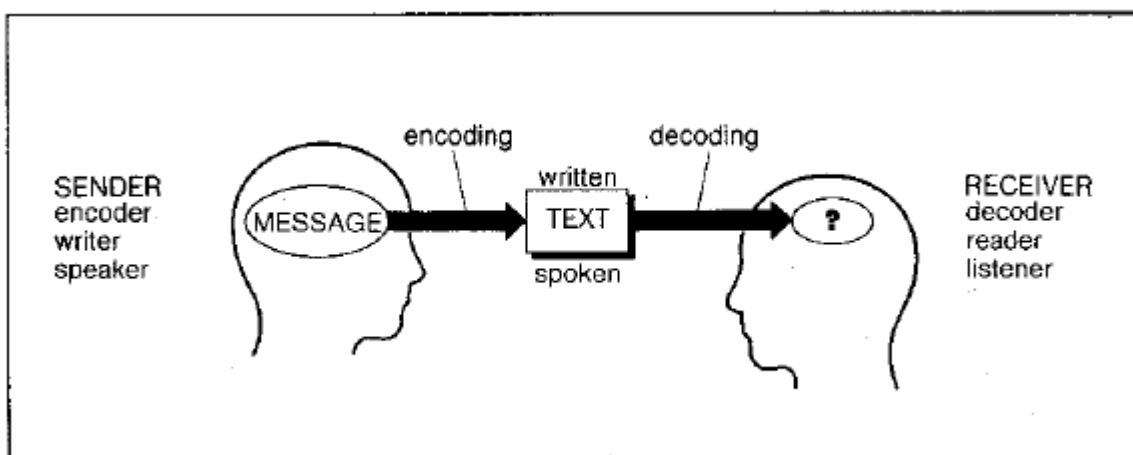 encoding
decoding
SENDER
encoder
writer
speaker
MESSAGE
written
TEXT
spoken
?
RECEIVER
decoder
reader
listener